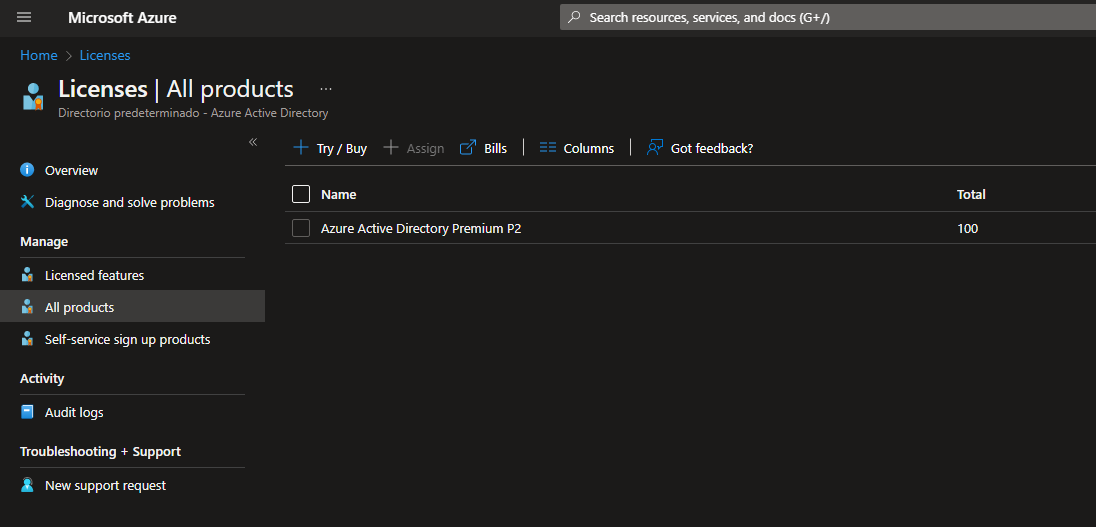 Microsoft Azure
Search resources, services, and docs (G+/)
Home > Licenses
Licenses | All products ...
Directorio predeterminado - Azure Active Directory
«
Overview
Diagnose and solve problems
Manage
Licensed features
All products
Self-service sign up products
Activity
Audit logs
Troubleshooting + Support
New support request
+ Try / Buy + Assign Bills Columns Got feedback?
Name Total
Azure Active Directory Premium P2 100